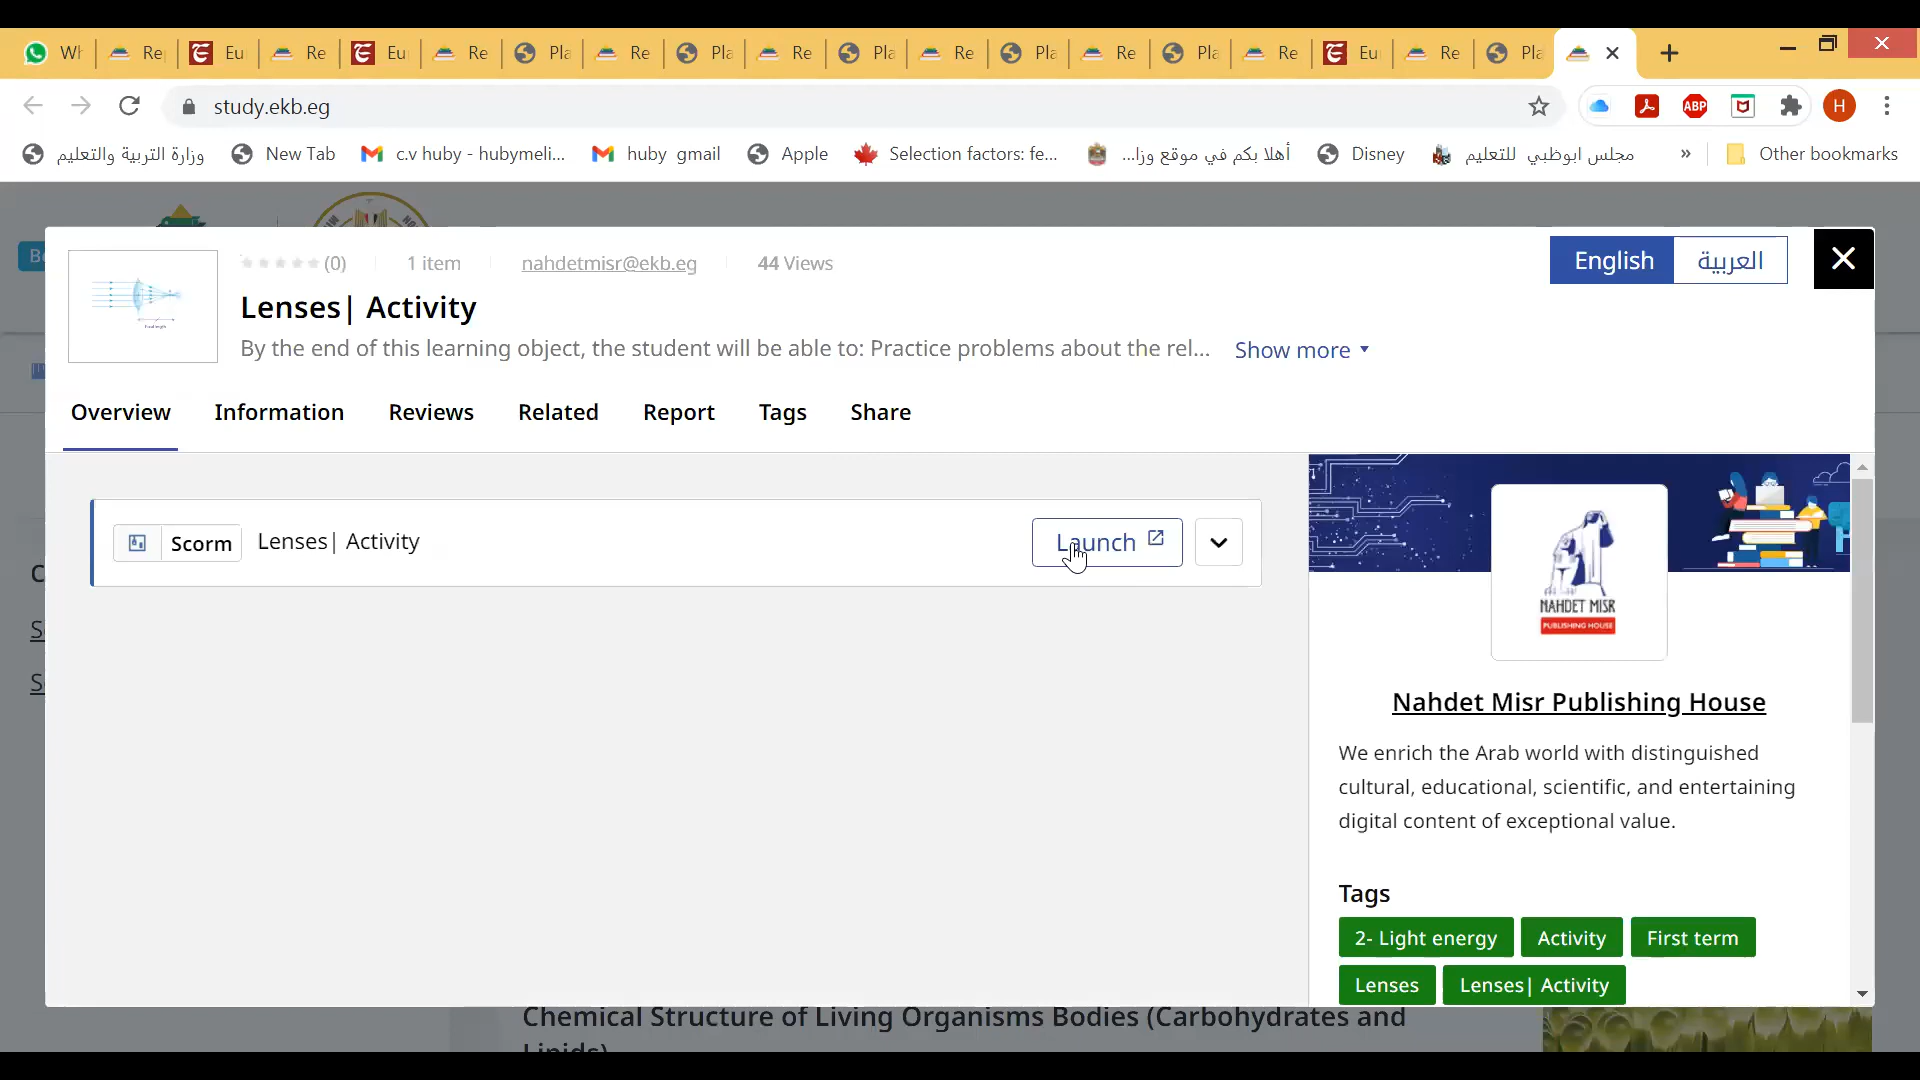 Wh Re Eu Re Eu Re Pla Re Pla Re Pla Re Pla Re Pla Re Eu Re Pla
study.ekb.eg
H
وزارة التربية والتعليم New Tab c.v huby - hubymeli... huby gmail Apple Selection factors: fe... أهلا بكم في موقع وزا... Disney مجلس ابوظبي للتعليم » Other bookmarks
(0) 1 item nahdetmisr@ekb.eg 44 Views
English العربية
Lenses| Activity
By the end of this learning object, the student will be able to: Practice problems about the rel... Show more
Overview Information Reviews Related Report Tags Share
Scorm Lenses| Activity Launch
NAHDET MISR
PUBLISHING HOUSE
Nahdet Misr Publishing House
We enrich the Arab world with distinguished
cultural, educational, scientific, and entertaining
digital content of exceptional value.
Tags
2- Light energy Activity First term
Lenses Lenses| Activity
Chemical Structure of Living Organisms Bodies (Carbohydrates and
Lipids)